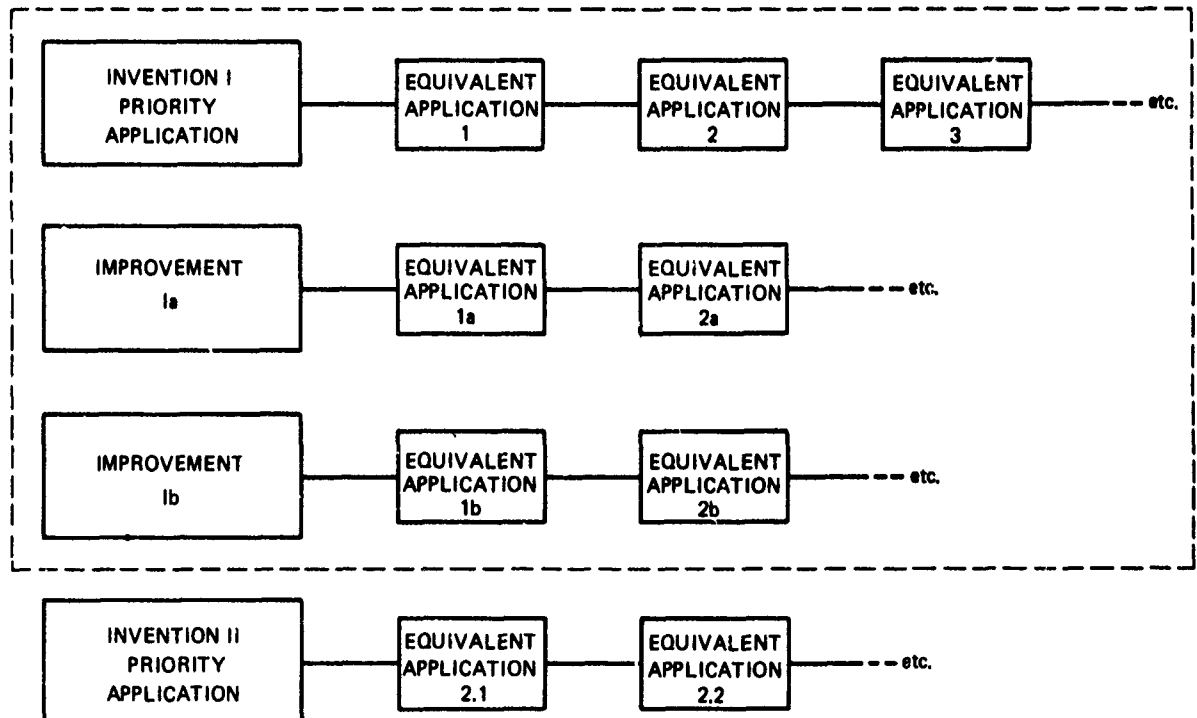 INVENTION I
PRIORITY
APPLICATION
EQUIVALENT
APPLICATION
1
EQUIVALENT
APPLICATION
2
EQUIVALENT
APPLICATION
3
etc.
IMPROVEMENT
Ia
EQUIVALENT
APPLICATION
1a
EQUIVALENT
APPLICATION
2a
etc.
IMPROVEMENT
Ib
EQUIVALENT
APPLICATION
1b
EQUIVALENT
APPLICATION
2b
etc.
INVENTION II
PRIORITY
APPLICATION
EQUIVALENT
APPLICATION
2.1
EQUIVALENT
APPLICATION
2.2
etc.